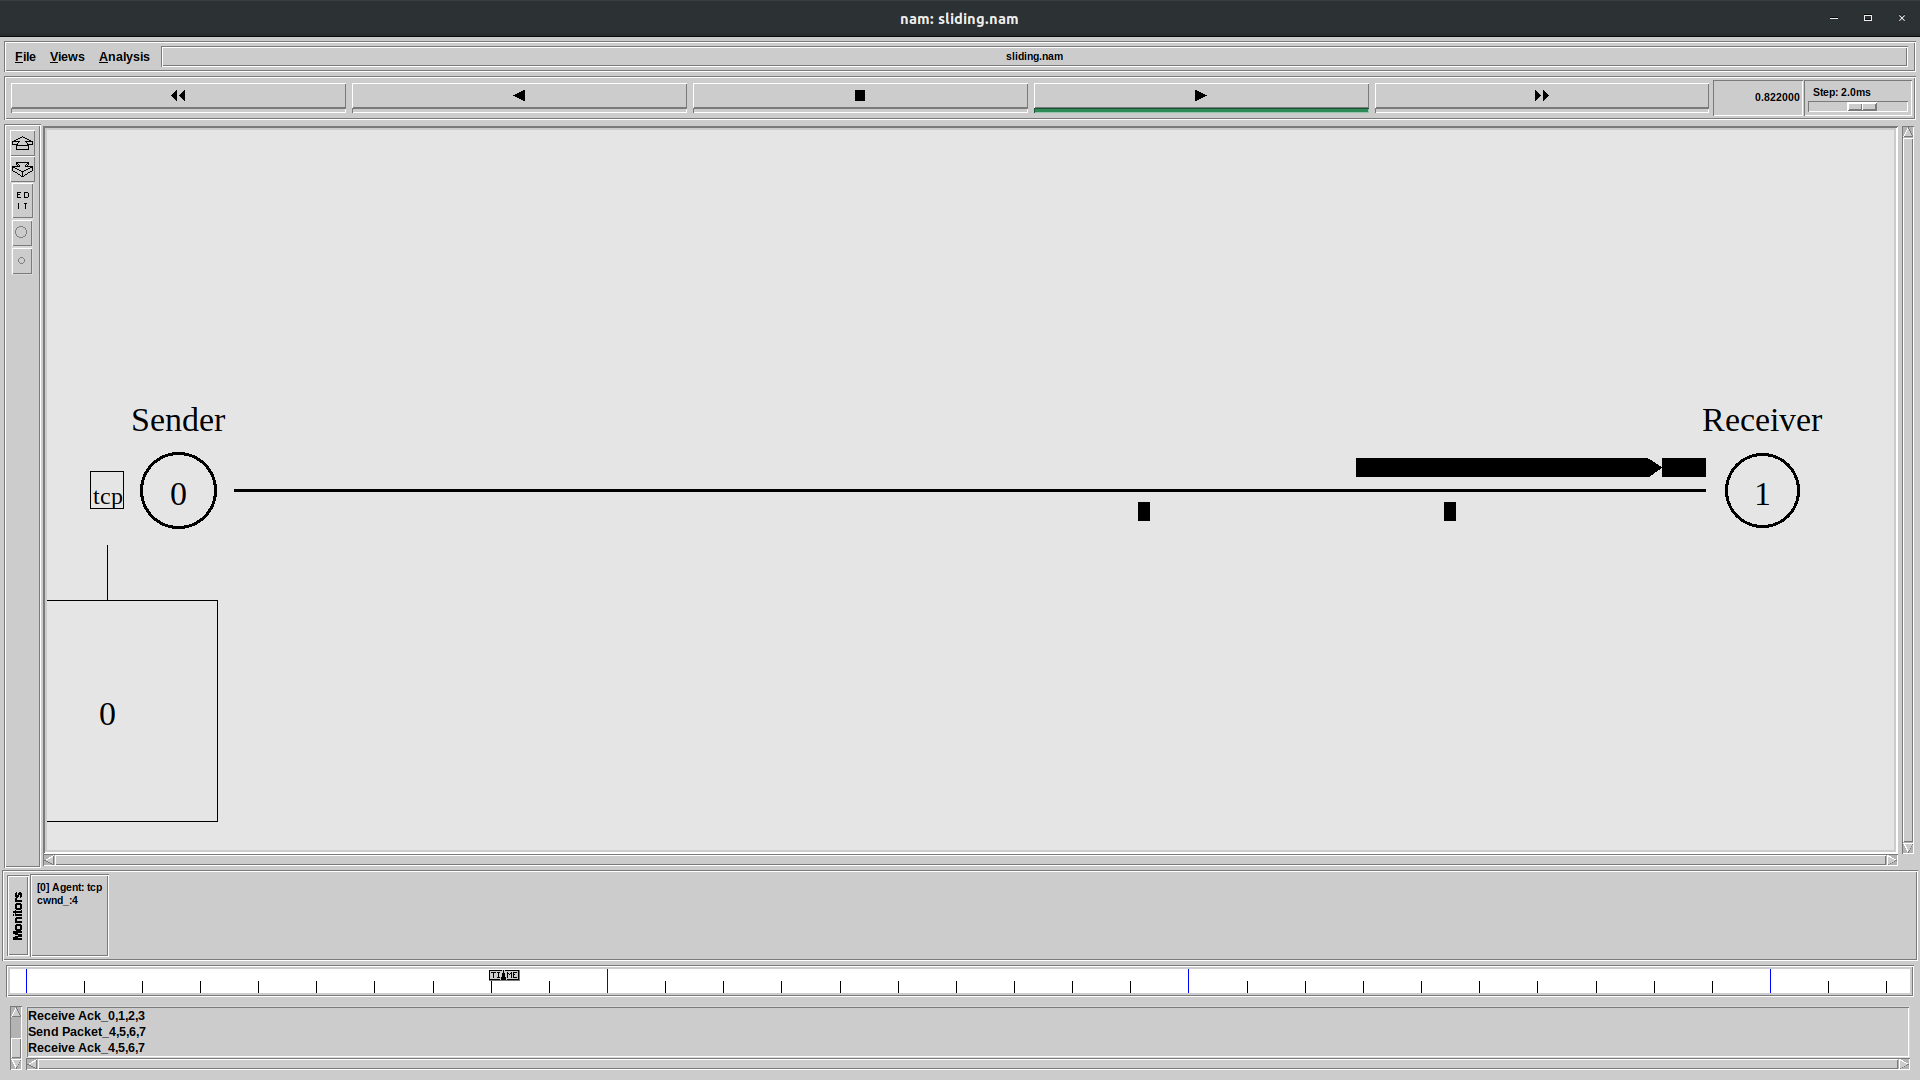 nam: sliding.nam
File Views Analysis
sliding.nam
0.822000
Step: 2.0ms
E D
I T
Sender
Receiver
tcp
0
1
0
Monitors
[0] Agent: tcp
cwnd_:4
TIME
Receive Ack_0,1,2,3
Send Packet_4,5,6,7
Receive Ack_4,5,6,7